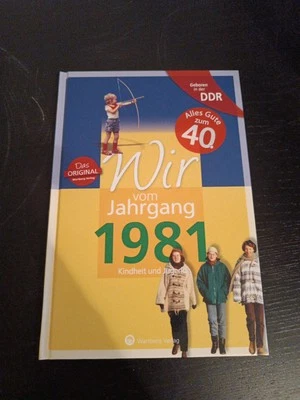 Geboren
in der
DDR
Alles Gute
zum
40.
Das
ORIGINAL
Wir
vom
Jahrgang
1981
Kindheit und Jugend
Wartberg Verlag